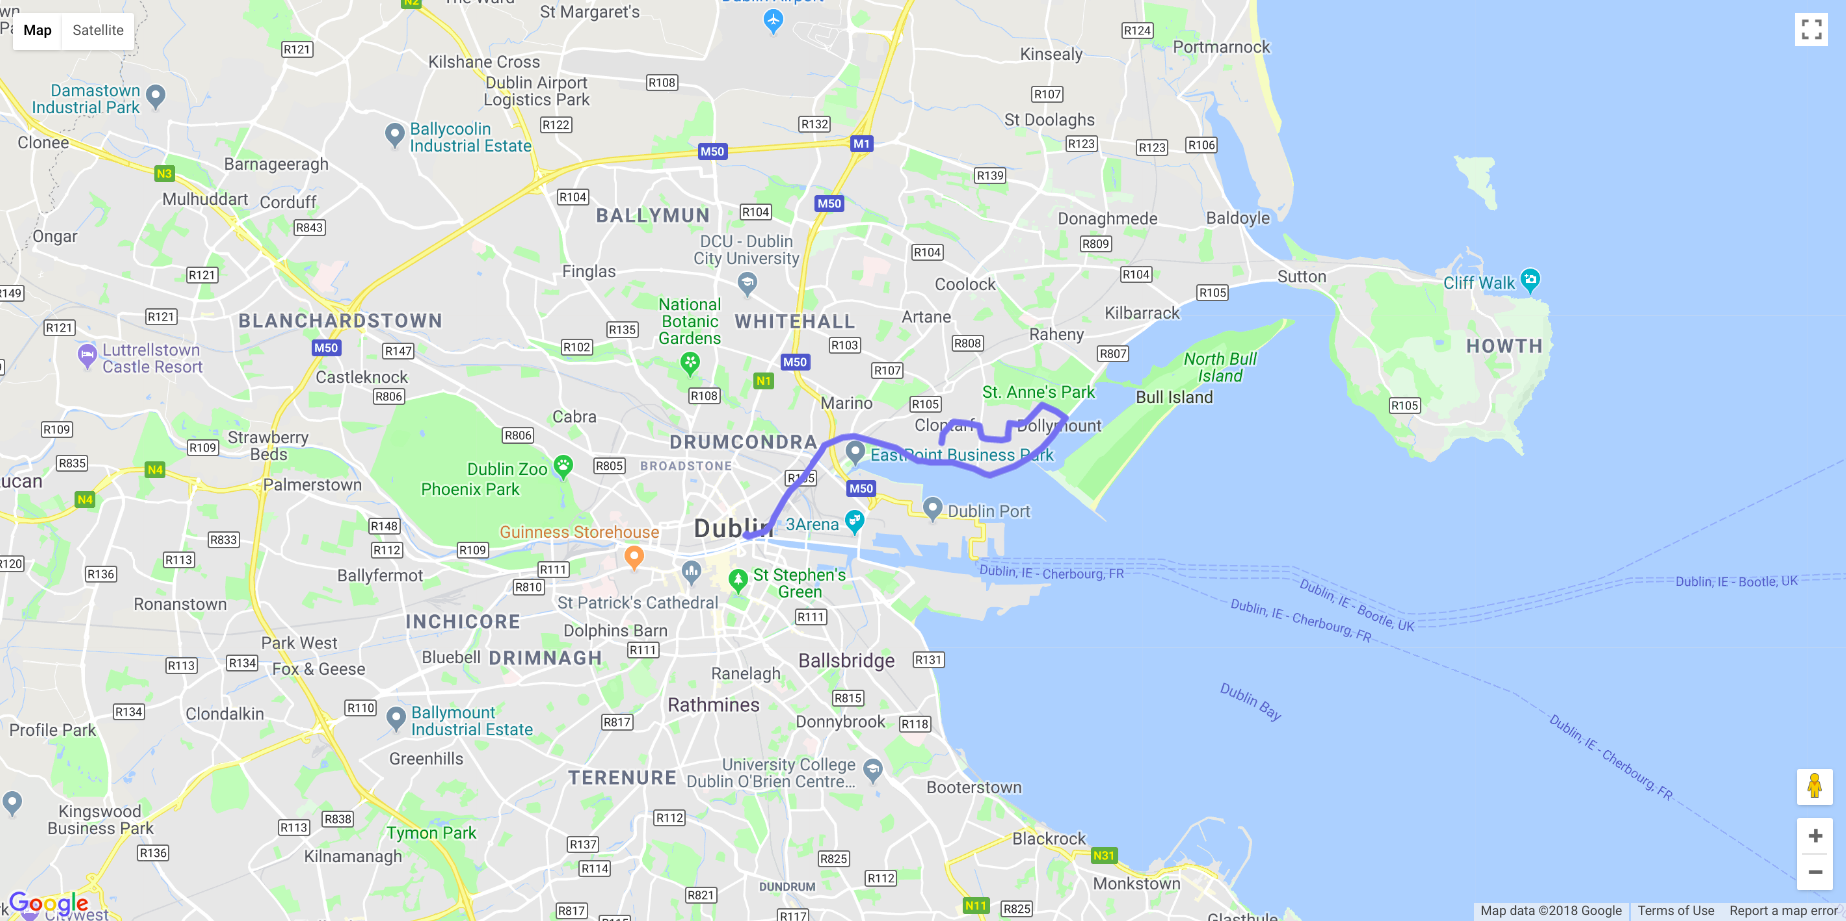 N2
The Ward
St Margaret's
Dublin Airport
R124
Map
Satellite
R121
Kinsealy
Portmarnock
Kilshane Cross
R108
Dublin Airport
Logistics Park
Damastown
Industrial Park
R107
St Doolaghs
Ballycoolin
Industrial Estate
R122
R132
Clonee
M50
M1
R123
R123
R106
Barnageeragh
N3
R139
Mulhuddart
Corduff
R104
M50
BALLYMUN
R104
Donaghmede
Baldoyle
R843
Ongar
DCU - Dublin
City University
R104
R809
R121
Finglas
R104
Sutton
Cliff Walk
Coolock
R149
R105
National
Botanic
Gardens
R121
R121
BLANCHARDSTOWN
R135
WHITEHALL
Artane
Kilbarrack
Raheny
M50
R147
R102
R103
R808
R807
HOWTH
Luttrellstown
Castle Resort
M50
North Bull
Island
Castleknock
N1
R107
R806
R108
St. Anne's Park
Bull Island
R105
Marino
R105
Cabra
Clontarf
Dollymount
R109
Strawberry
Beds
R806
DRUMCONDRA
R109
EastPoint Business Park
R835
N4
Dublin Zoo
R805
BROADSTONE
Lucan
Palmerstown
Phoenix Park
R105
M50
N4
Dublin Port
R148
Guinness Storehouse
Dublin
3Arena
R833
R112
R109
R120
R113
R111
Dublin, IE - Cherbourg, FR
R136
Ballyfermot
R810
St Stephen's
Green
Dublin, IE - Bootle, UK
Dublin, IE - Bootle, UK
Ronanstown
St Patrick's Cathedral
Dublin, IE - Cherbourg, FR
INCHICORE
R111
Dolphins Barn
Park West
R111
R113
R134
Bluebell
DRIMNAGH
Ballsbridge
R131
Fox & Geese
Ranelagh
Dublin Bay
R110
Rathmines
R815
R134
Clondalkin
Ballymount
Industrial Estate
R817
Donnybrook
R118
Profile Park
Dublin, IE - Cherbourg, FR
Greenhills
University College
Dublin O'Brien Centre...
TERENURE
Booterstown
Kingswood
Business Park
R113
R838
R112
Tymon Park
Blackrock
R136
Kilnamanagh
R137
R825
N31
R114
R112
Monkstown
DUNDRUM
R821
Google
Citywest
R817
R117
N11
R825
Glasthule
Map data ©2018 Google
Terms of Use
Report a map error